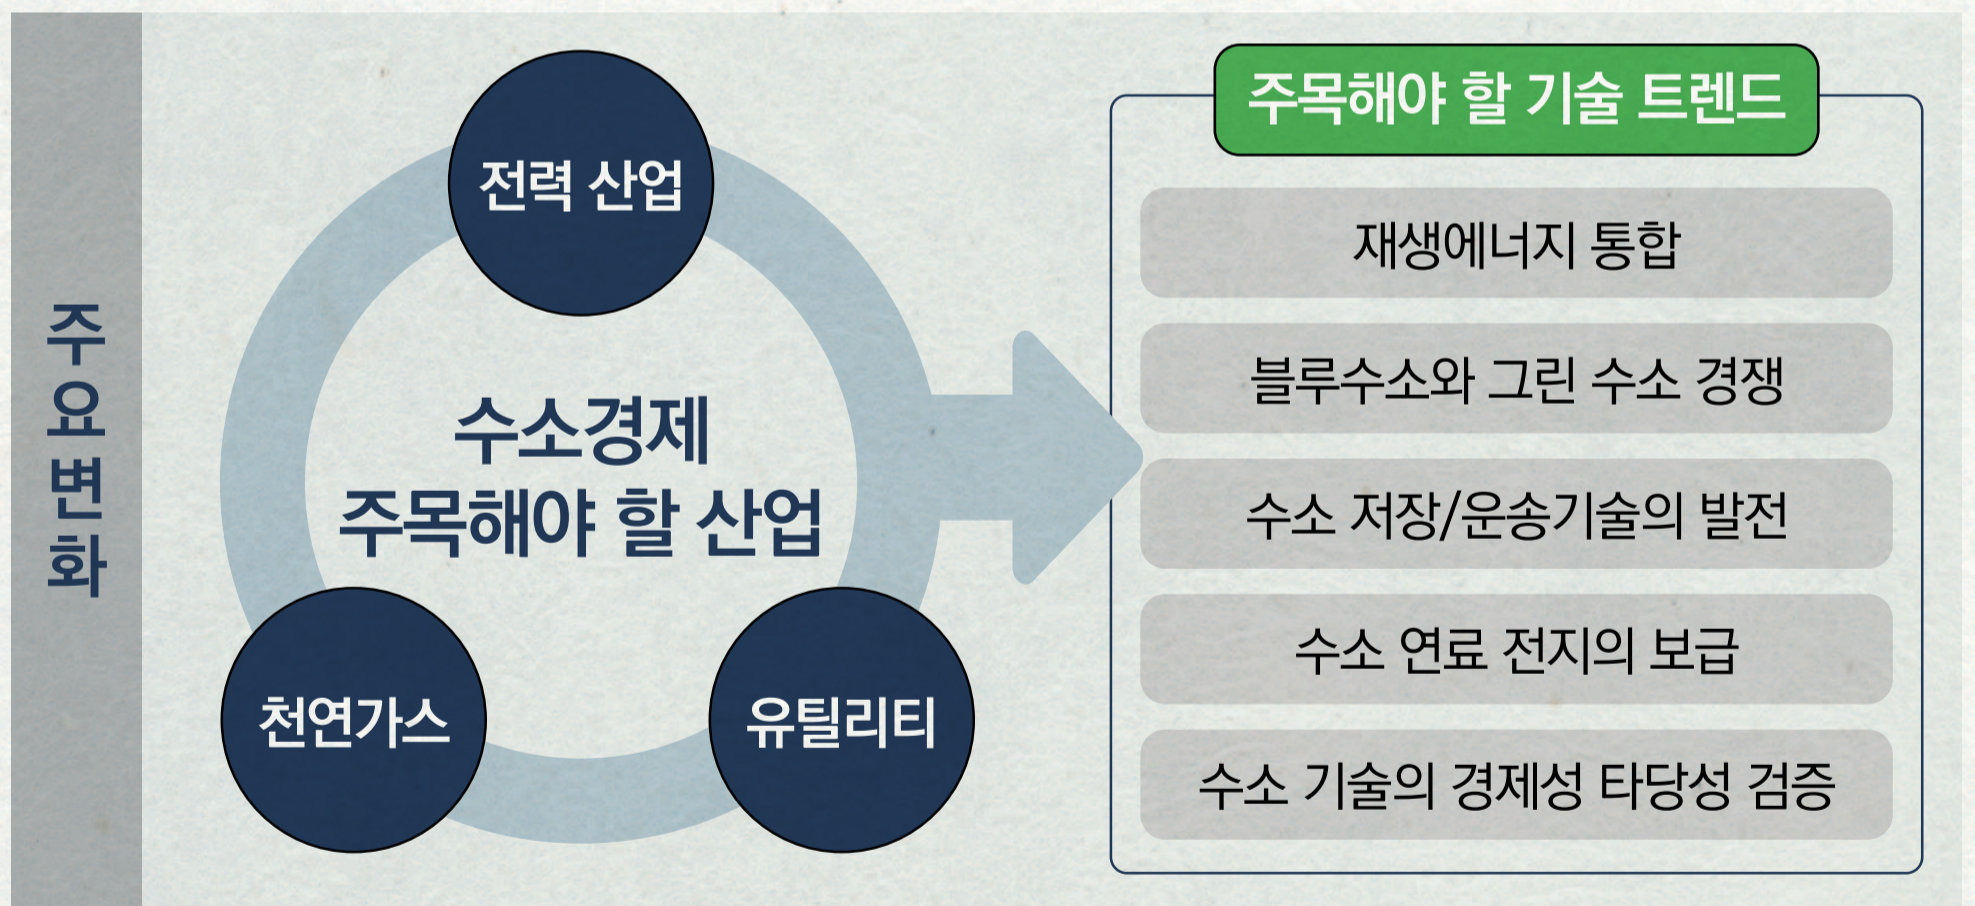 주요변화
전력 산업
수소경제
주목해야 할 산업
천연가스
유틸리티
주목해야 할 기술 트렌드
재생에너지 통합
블루수소와 그린 수소 경쟁
수소 저장/운송기술의 발전
수소 연료 전지의 보급
수소 기술의 경제성 타당성 검증